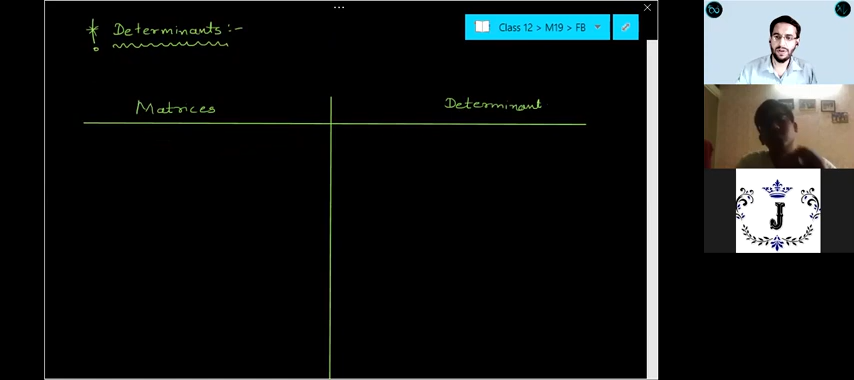 Determinants :-
Class 12 > M19 > FB
Matrices
Determinant
J